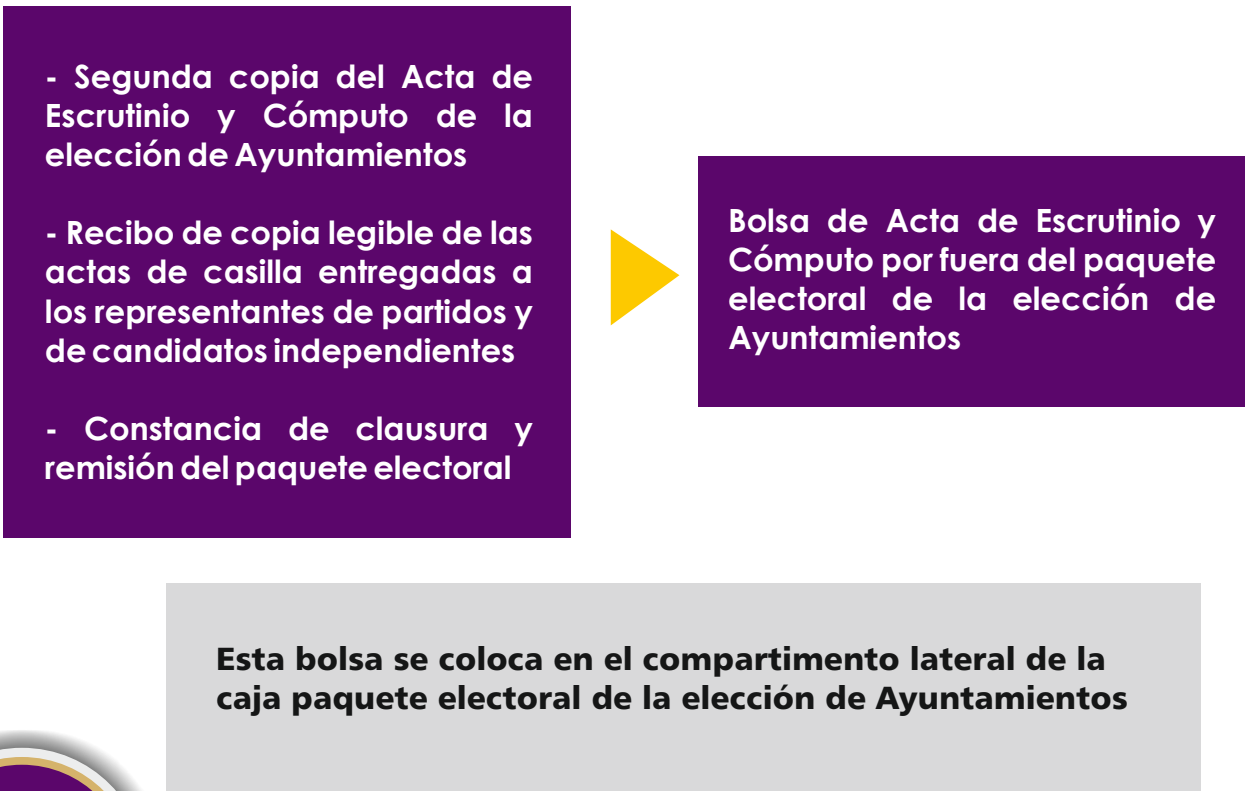 - Segunda copia del Acta de
Escrutinio y Cómputo de la
elección de Ayuntamientos
- Recibo de copia legible de las
actas de casilla entregadas a
los representantes de partidos y
de candidatos independientes
- Constancia de clausura y
remisión del paquete electoral
Bolsa de Acta de Escrutinio y
Cómputo por fuera del paquete
electoral de la elección de
Ayuntamientos
Esta bolsa se coloca en el compartimento lateral de la
caja paquete electoral de la elección de Ayuntamientos